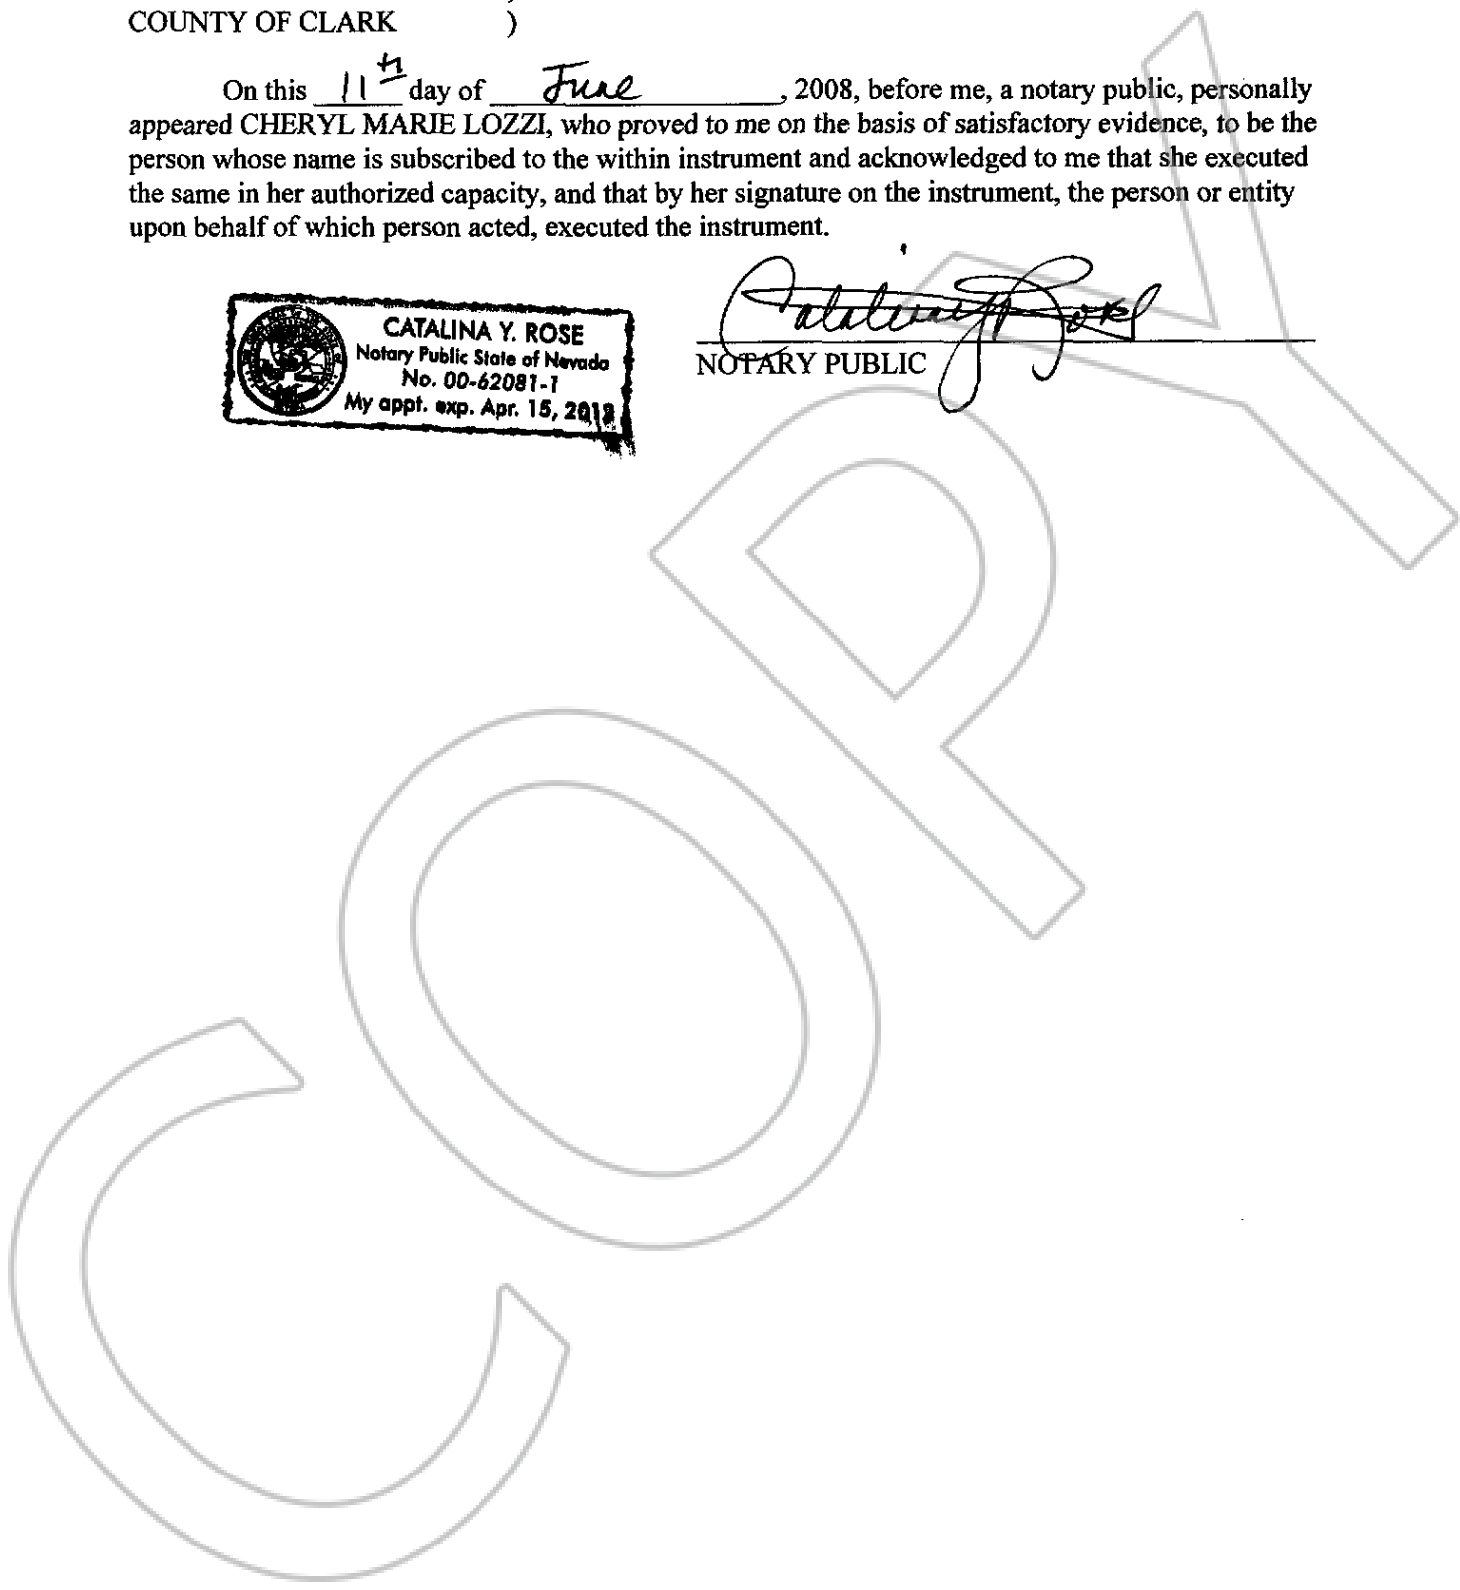 COUNTY OF CLARK )
On this 11th day of June, 2008, before me, a notary public, personally
appeared CHERYL MARIE LOZZI, who proved to me on the basis of satisfactory evidence, to be the
person whose name is subscribed to the within instrument and acknowledged to me that she executed
the same in her authorized capacity, and that by her signature on the instrument, the person or entity
upon behalf of which person acted, executed the instrument.
CATALINA Y. ROSE
Notary Public State of Nevada
No. 00-62081-1
My appt. exp. Apr. 15,
Catalina Y Rose
NOTARY PUBLIC
COPY